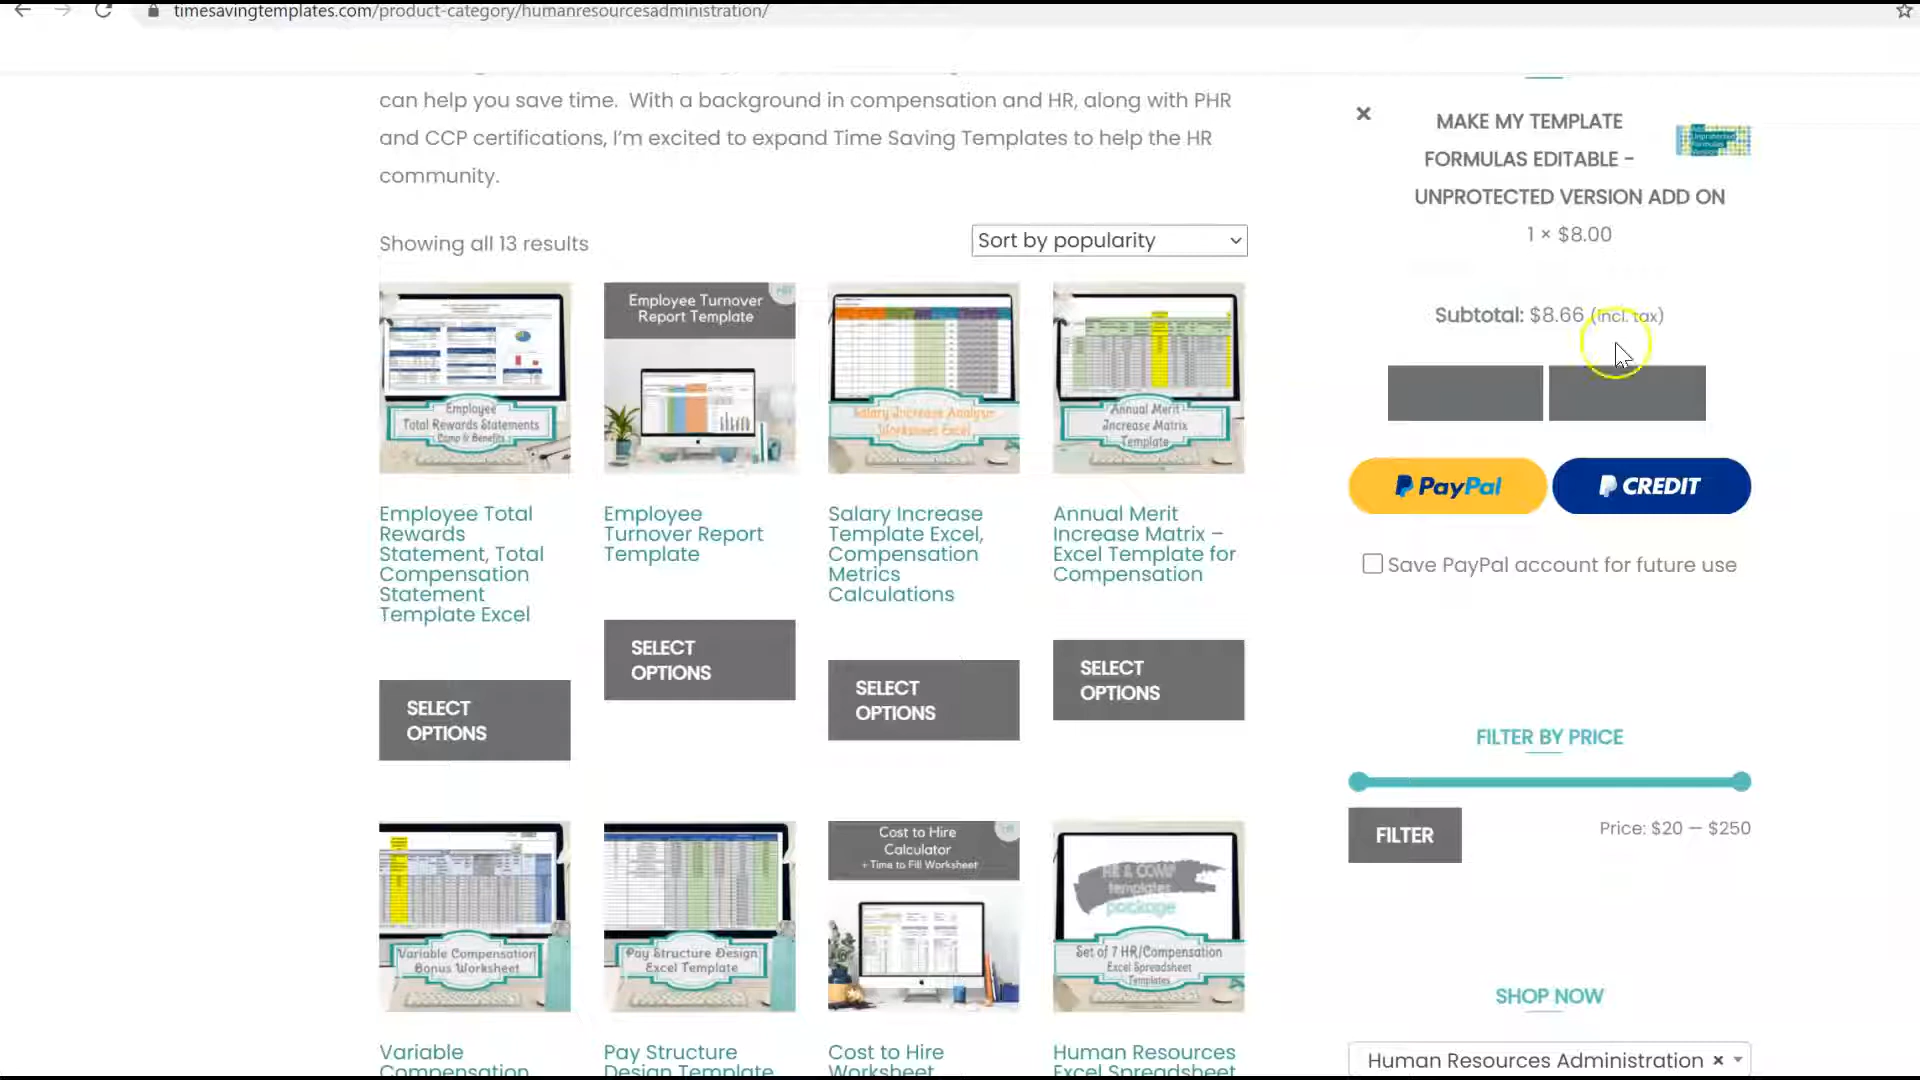 timesavingtemplates.com/product-category/humanresourcesadministration/
can help you save time. With a background in compensation and HR, along with PHR
and CCP certifications, I'm excited to expand Time Saving Templates to help the HR
community.
Showing all 13 results
Sort by popularity
Employee
Total Rewards Statements
Comp & Benefits
Employee Turnover
Report Template
Salary Increase Analysis
Worksheet Excel
Annual Merit
Increase Matrix
Template
Employee Total
Rewards
Statement, Total
Compensation
Statement
Template Excel
Employee
Turnover Report
Template
Salary Increase
Template Excel,
Compensation
Metrics
Calculations
Annual Merit
Increase Matrix –
Excel Template for
Compensation
SELECT
OPTIONS
SELECT
OPTIONS
SELECT
OPTIONS
SELECT
OPTIONS
Variable Compensation
Bonus Worksheet
Pay Structure Design
Excel Template
Cost to Hire
Calculator
+ Time to Fill Worksheet
HR & COMP
templates
package
Set of 7 HR/Compensation
Excel Spreadsheet
Templates
Variable
Compensation
Pay Structure
Design Template
Cost to Hire
Worksheet
Human Resources
Excel Spreadsheet
×
MAKE MY TEMPLATE
FORMULAS EDITABLE -
UNPROTECTED VERSION ADD ON
1 × $8.00
Subtotal: $8.66 (incl. tax)
PayPal
CREDIT
Save PayPal account for future use
FILTER BY PRICE
FILTER
Price: $20 — $250
SHOP NOW
Human Resources Administration ×